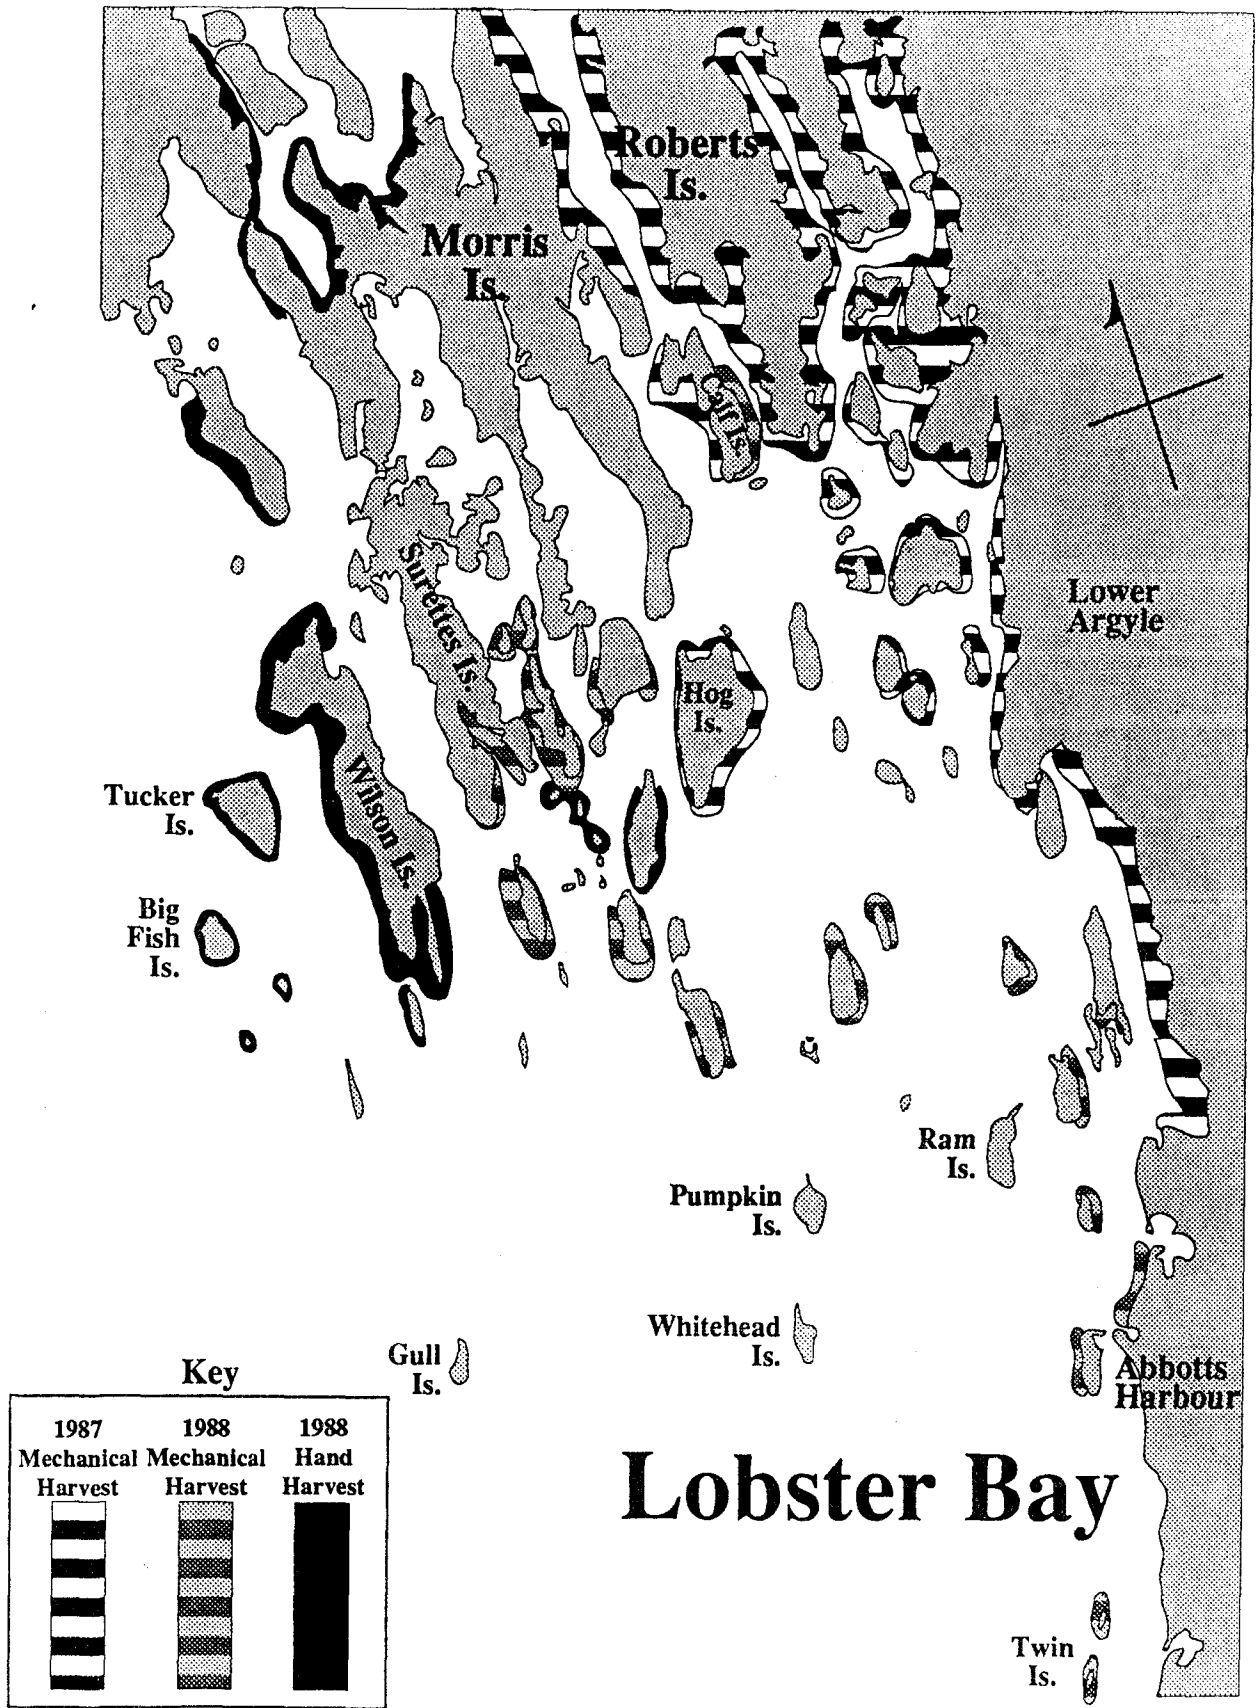 Roberts
Is.
Morris
Is.
Calf Is.
Lower
Argyle
Surettes Is.
Hog
Is.
Tucker
Is.
Wilson Is.
Big
Fish
Is.
Ram
Is.
Pumpkin
Is.
Whitehead
Is.
Gull
Is.
Abbotts
Harbour
Key
1987
Mechanical
Harvest
1988
Mechanical
Harvest
1988
Hand
Harvest
Lobster Bay
Twin
Is.